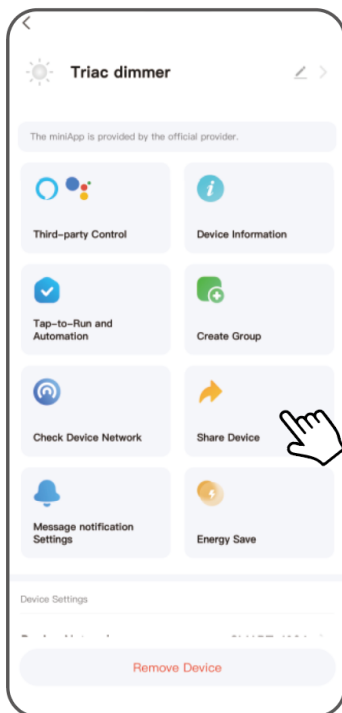 Triac dimmer
The miniApp is provided by the official provider.
Third-party Control
Device Information
Tap-to-Run and
Automation
Create Group
Check Device Network
Share Device
Message notification
Settings
Energy Save
Device Settings
Remove Device